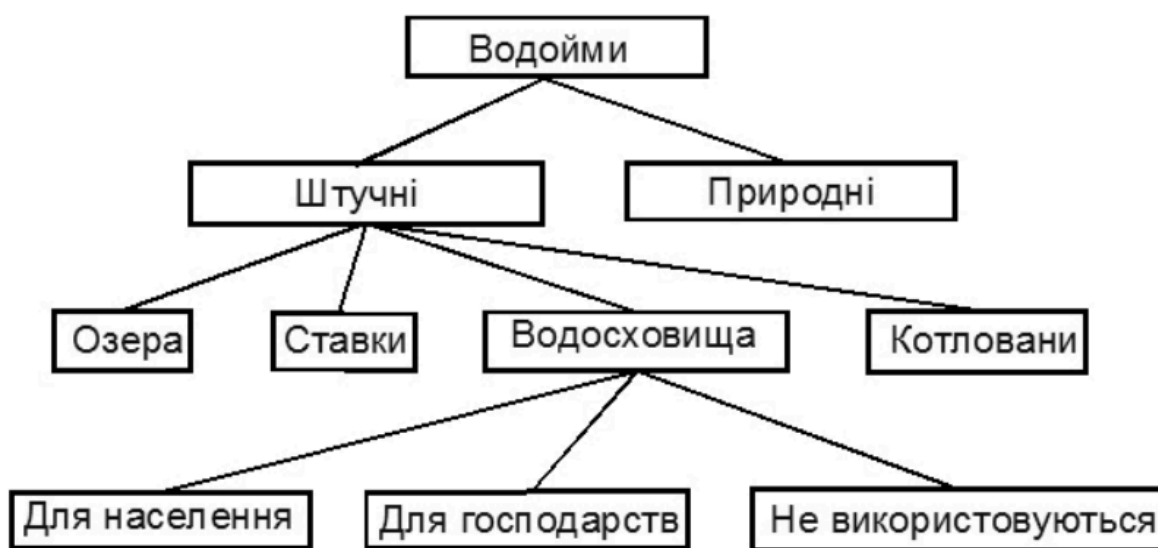 Водойми
Штучні
Природні
Озера
Ставки
Водосховища
Котловани
Для населення
Для господарств
Не використовуються